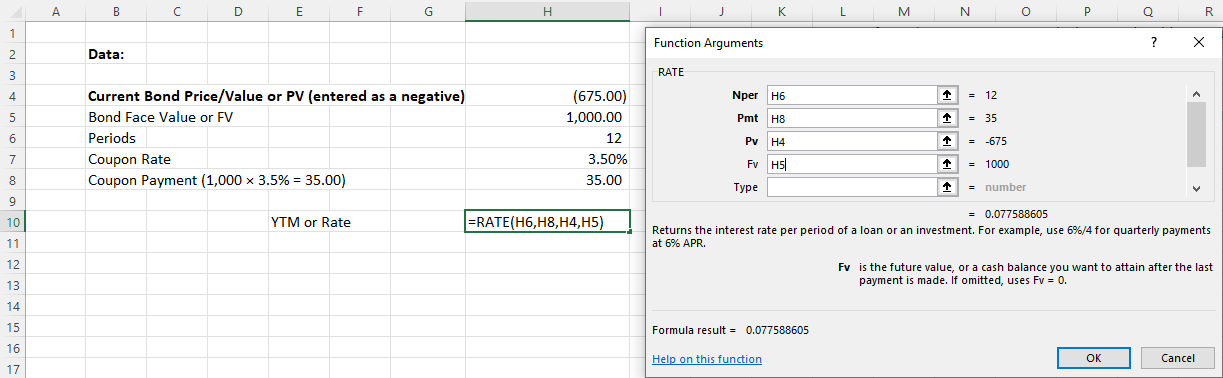 A B C D E F G H I J K L M N O P Q R
1
2 Data:
3
4 Current Bond Price/Value or PV (entered as a negative) (675.00)
5 Bond Face Value or FV 1,000.00
6 Periods 12
7 Coupon Rate 3.50%
8 Coupon Payment (1,000 × 3.5% = 35.00) 35.00
9
10 YTM or Rate =RATE(H6,H8,H4,H5)
11
12
13
14
15
16
17
Function Arguments ? ×
RATE
Nper H6 = 12
Pmt H8 = 35
Pv H4 = -675
Fv H5 = 1000
Type = number
= 0.077588605
Returns the interest rate per period of a loan or an investment. For example, use 6%/4 for quarterly payments
at 6% APR.
Fv is the future value, or a cash balance you want to attain after the last
payment is made. If omitted, uses Fv = 0.
Formula result = 0.077588605
Help on this function OK Cancel